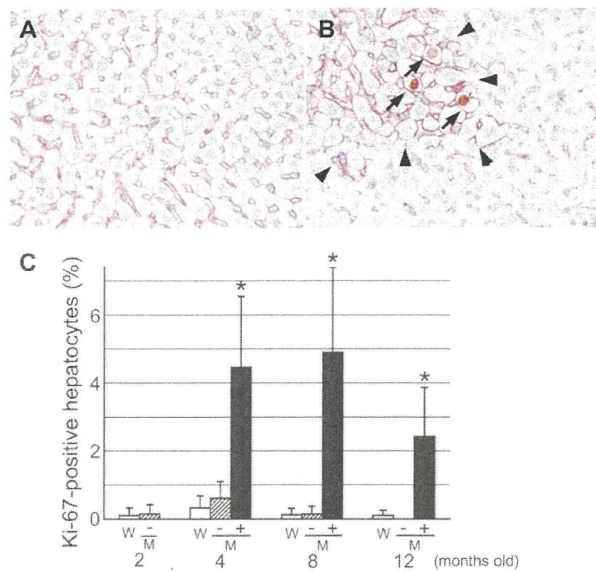 A
B
C
Ki-67-positive hepatocytes (%)
6
4
2
0
* * *
W - W - + W - + W +
M M M M
2 4 8 12 (months old)